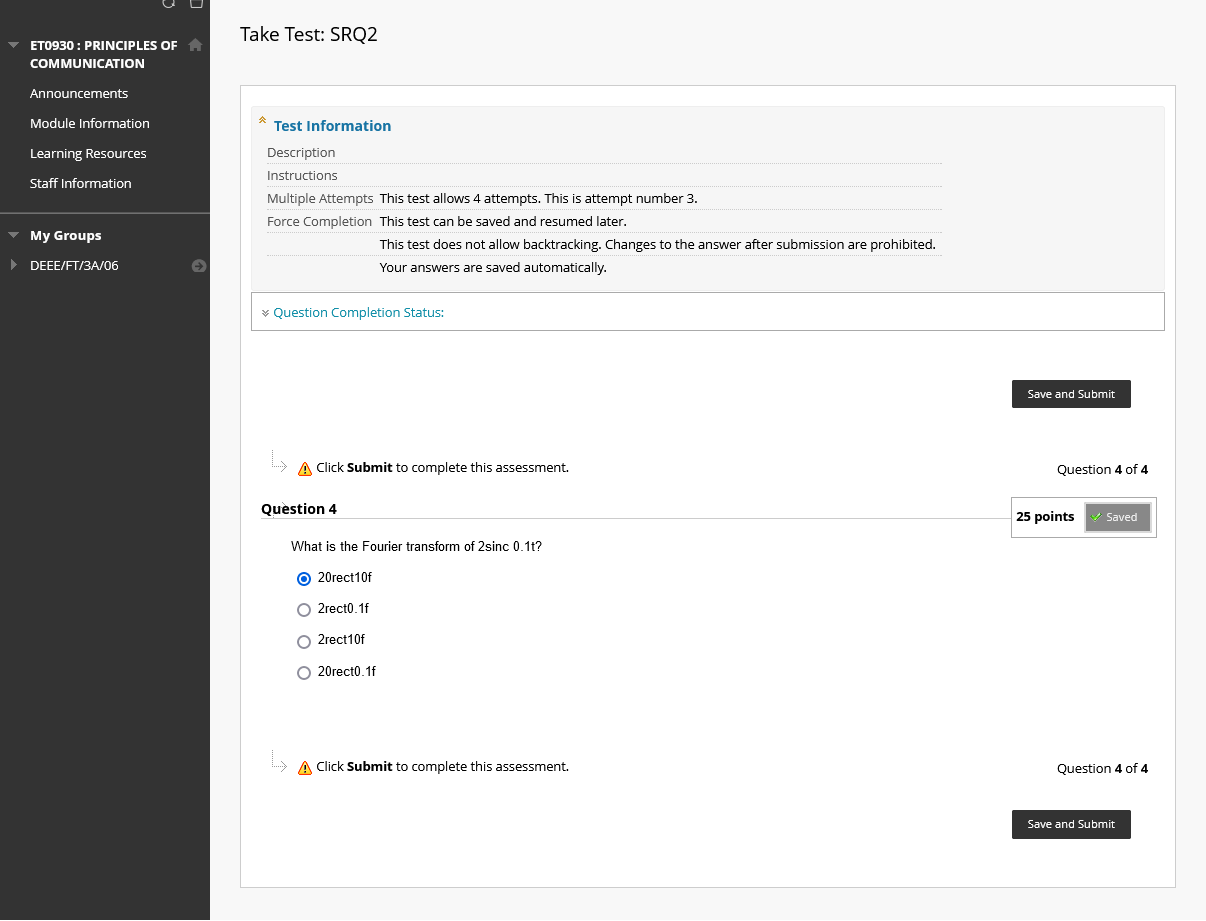 ET0930 : PRINCIPLES OF
COMMUNICATION
Announcements
Module Information
Learning Resources
Staff Information
My Groups
DEEE/FT/3A/06
Take Test: SRQ2
Test Information
Description
Instructions
Multiple Attempts This test allows 4 attempts. This is attempt number 3.
Force Completion This test can be saved and resumed later.
This test does not allow backtracking. Changes to the answer after submission are prohibited.
Your answers are saved automatically.
Question Completion Status:
Save and Submit
Click Submit to complete this assessment.
Question 4 of 4
Question 4
25 points
Saved
What is the Fourier transform of 2sinc 0.1t?
20rect10f
2rect0.1f
2rect10f
20rect0.1f
Click Submit to complete this assessment.
Question 4 of 4
Save and Submit